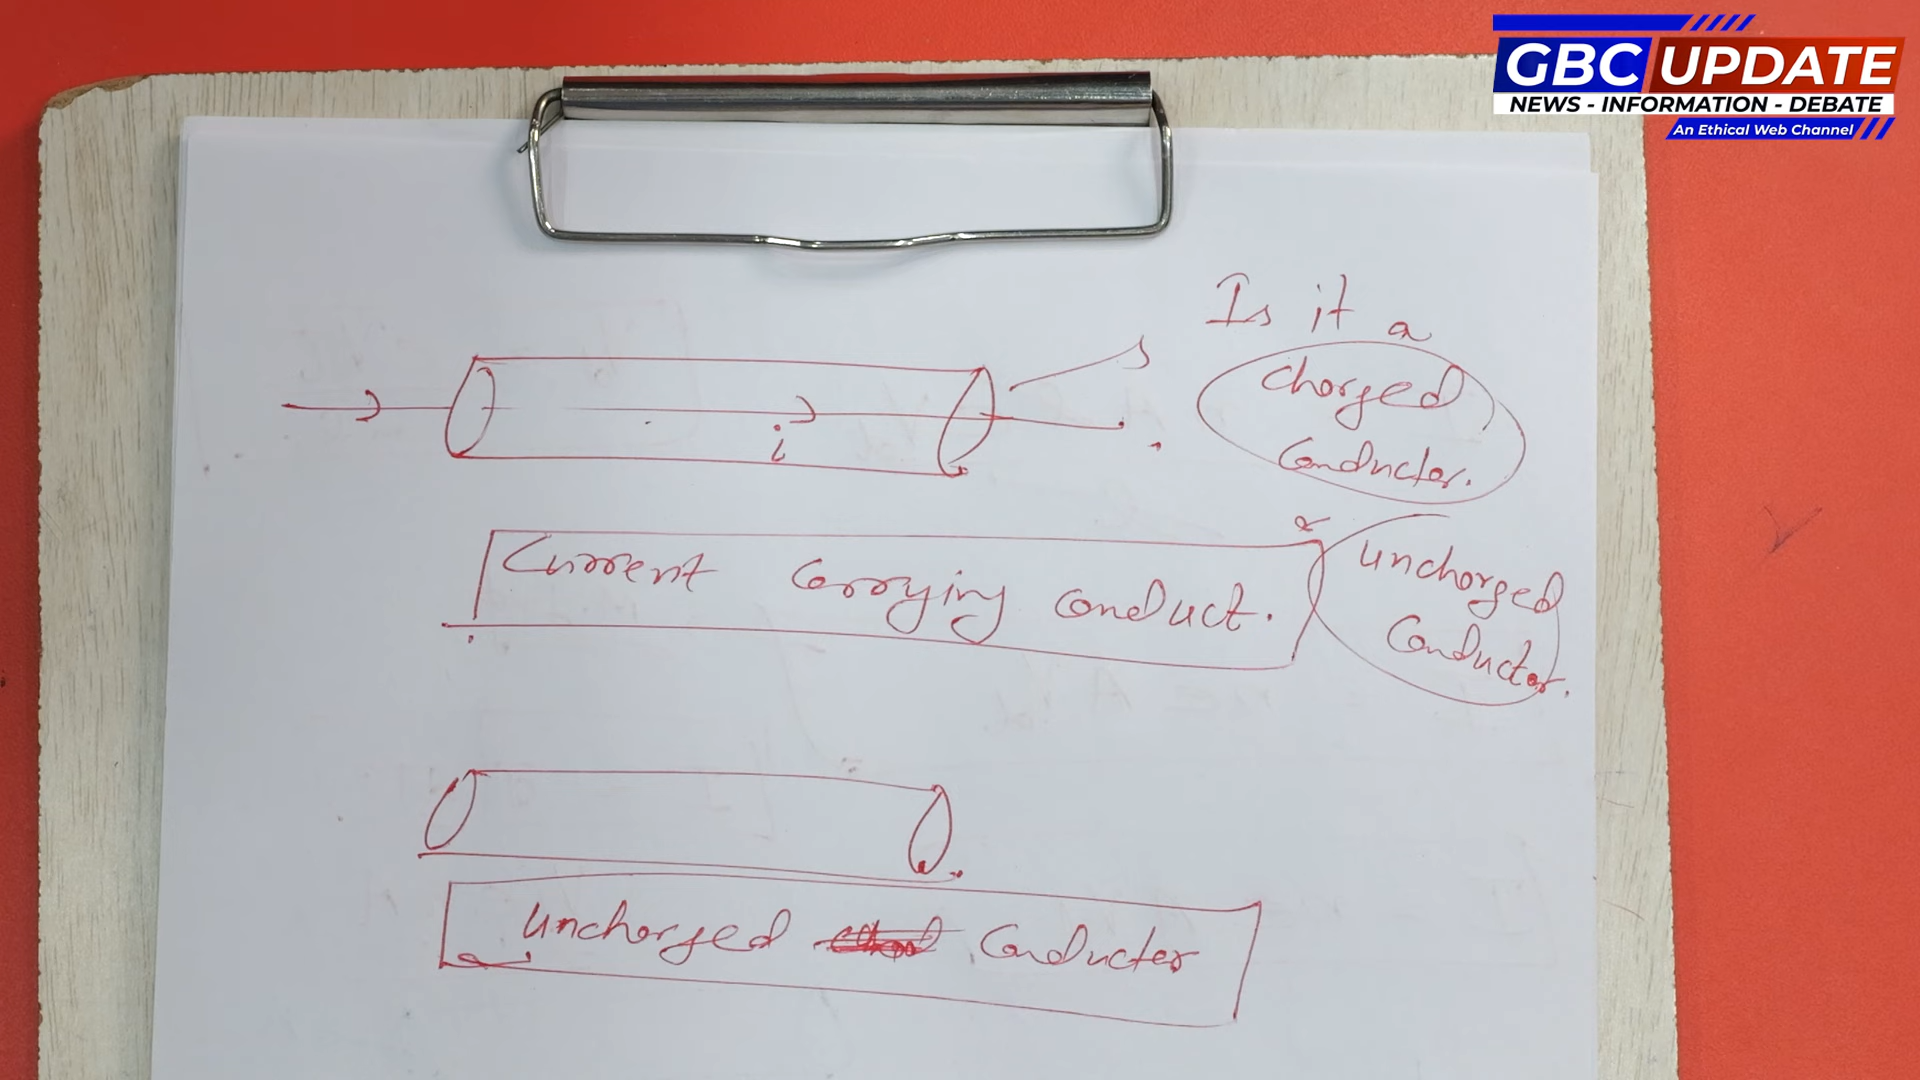 GBC UPDATE
NEWS - INFORMATION - DEBATE
An Ethical Web Channel
Is it a
charged
conductor.
or
uncharged
conductor.
i
Current carrying conduct.
uncharged conductor